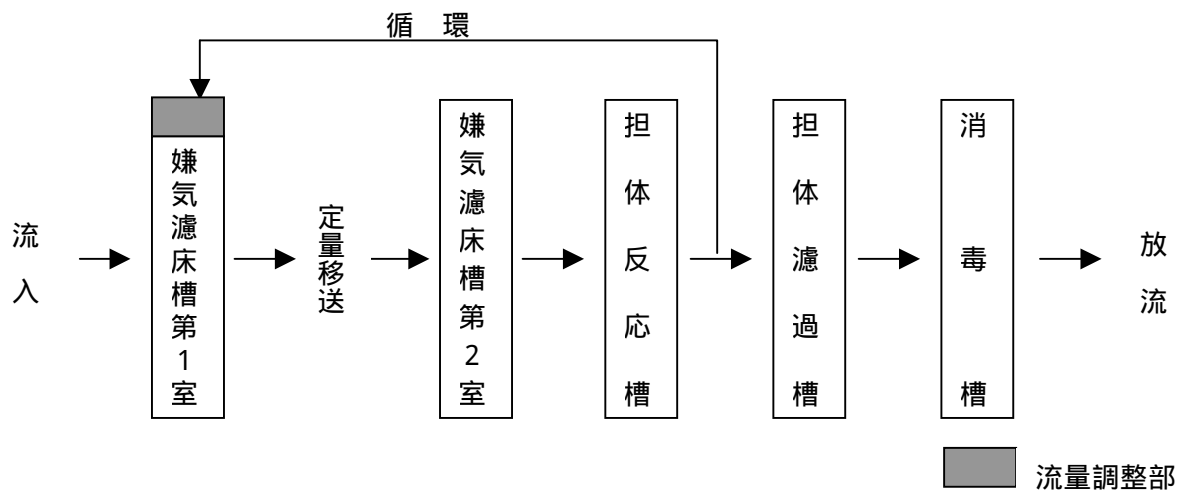 循環
流入
嫌気濾床槽第1室
定量移送
嫌気濾床槽第2室
担体反応槽
担体濾過槽
消毒槽
放流
流量調整部